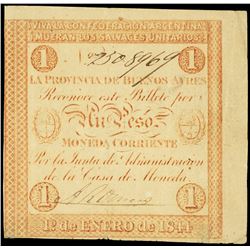 ¡VIVA LA CONFEDERACION ARGENTINA!
¡MUERAN LOS SALVAGES UNITARIOS!
1 2508969 1
LA PROVINCIA DE BUENOS AYRES
Reconoce este Billete por
Un Peso
MONEDA CORRIENTE
Por la Junta de Administracion
de la Casa de Moneda
1 1
1º de ENERO de 1844